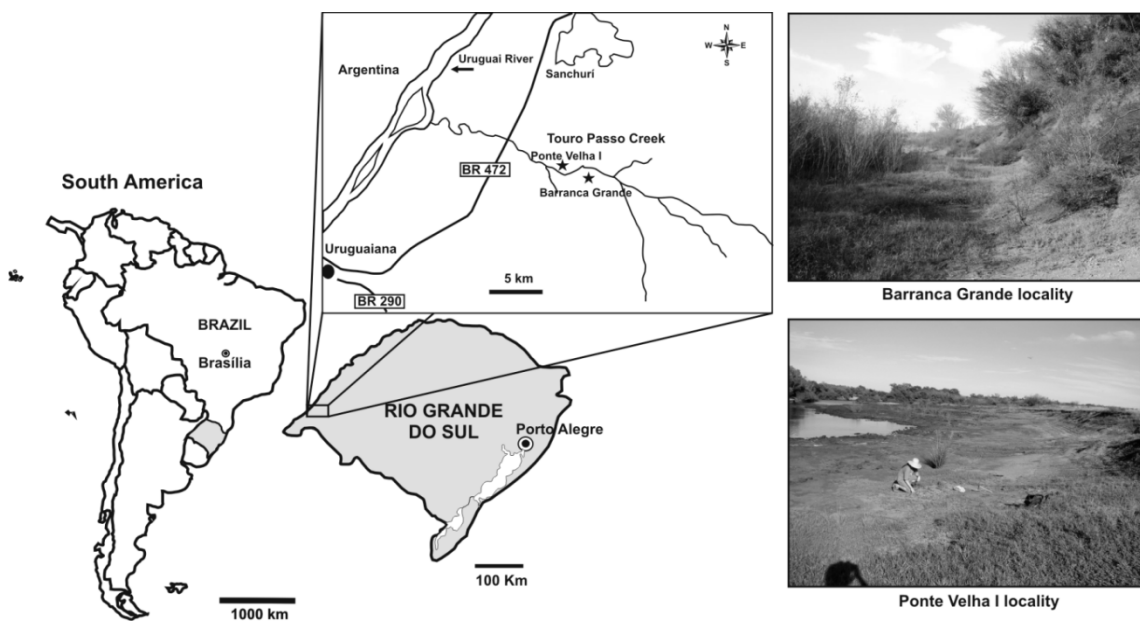 South America
BRAZIL
Brasília
1000 km
Argentina
Uruguai River
Sanchurí
N
W E
S
Touro Passo Creek
Ponte Velha I
BR 472
Barranca Grande
Uruguaiana
5 km
BR 290
RIO GRANDE
DO SUL
Porto Alegre
100 Km
Barranca Grande locality
Ponte Velha I locality